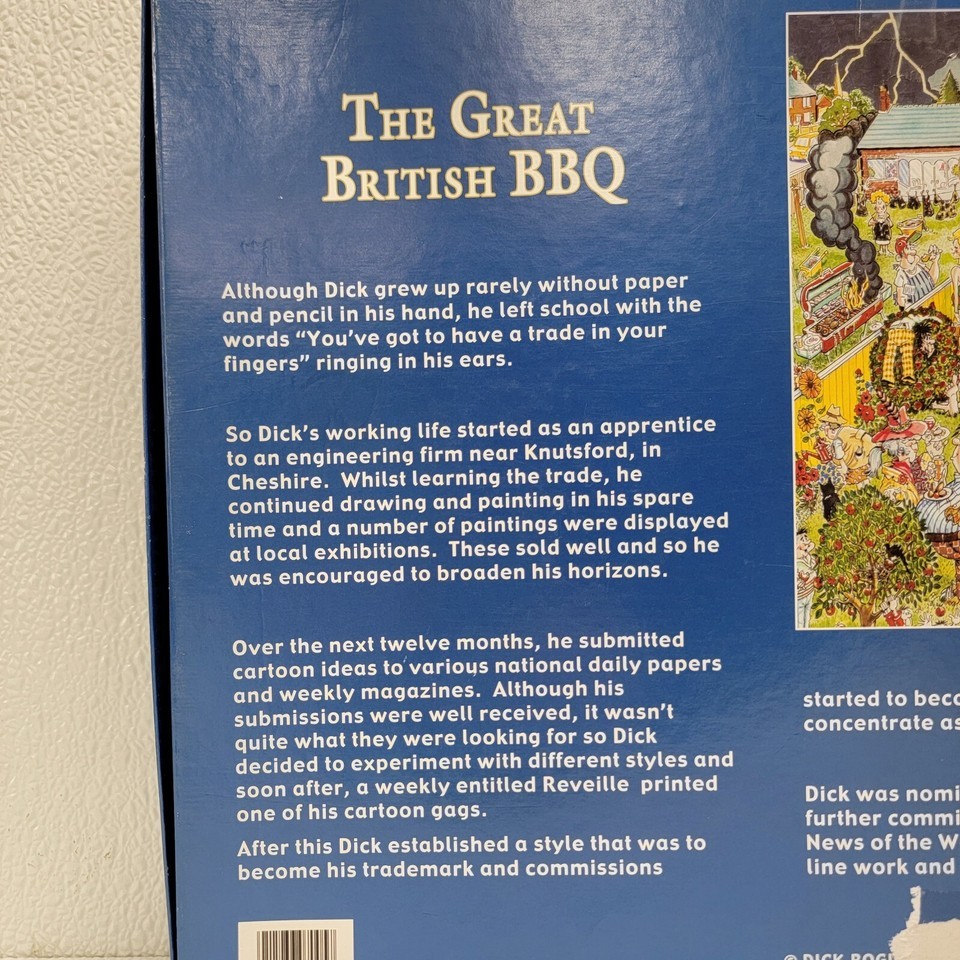 The Great
British BBQ
Although Dick grew up rarely without paper
and pencil in his hand, he left school with the
words “You’ve got to have a trade in your
fingers” ringing in his ears.
So Dick’s working life started as an apprentice
to an engineering firm near Knutsford, in
Cheshire.  Whilst learning the trade, he
continued drawing and painting in his spare
time and a number of paintings were displayed
at local exhibitions.  These sold well and so he
was encouraged to broaden his horizons.
Over the next twelve months, he submitted
cartoon ideas to various national daily papers
and weekly magazines.  Although his
submissions were well received, it wasn’t
quite what they were looking for so Dick
decided to experiment with different styles and
soon after, a weekly entitled Reveille  printed
one of his cartoon gags.
After this Dick established a style that was to
become his trademark and commissions
started to
concentrate
Dick was
further
News of the
line work and
© DICK